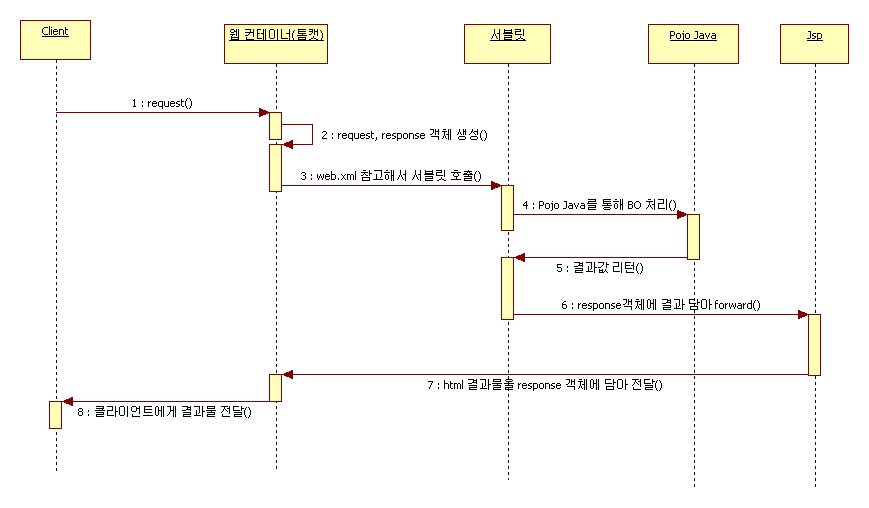 Client
웹 컨테이너(톰캣)
서블릿
Pojo Java
Jsp
1 : request()
2 : request, response 객체 생성()
3 : web.xml 참고해서 서블릿 호출()
4 : Pojo Java를 통해 BO 처리()
5 : 결과값 리턴()
6 : response객체에 결과 담아 forward()
7 : html 결과물을 response 객체에 담아 전달()
8 : 클라이언트에게 결과물 전달()